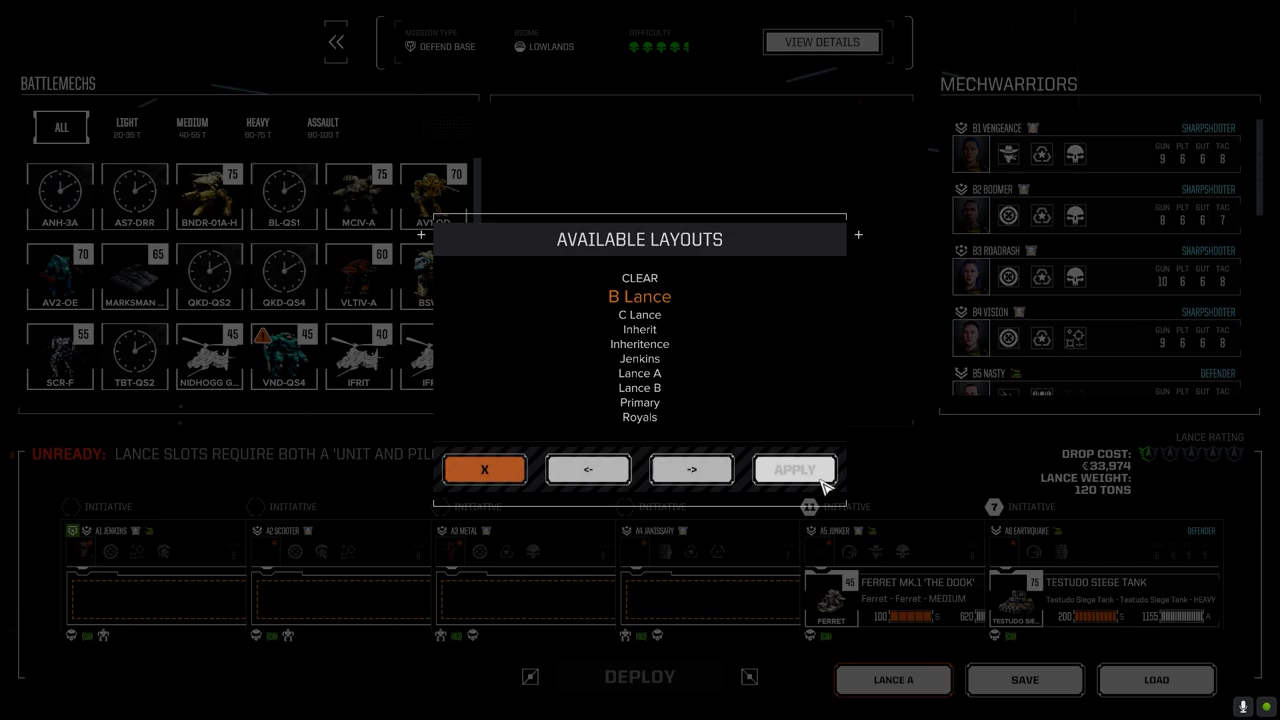 MISSION TYPE
DEFEND BASE
BIOME
LOWLANDS
DIFFICULTY
VIEW DETAILS
BATTLEMECHS
ALL
LIGHT
20-35 T
MEDIUM
40-55 T
HEAVY
60-75 T
ASSAULT
80-100 T
ANH-3A
AS7-DRR
75
BNDR-01A-H
BL-QS1
75
MCIV-A
70
70
AV2-OE
65
MARKSMAN ...
QKD-QS2
QKD-QS4
60
VLTIV-A
55
SCR-F
TBT-QS2
45
NIDHOGG G...
45
VND-QS4
40
IFRIT
MECHWARRIORS
B1 VENGEANCE
SHARPSHOOTER
GUN PLT GUT TAC
9 6 6 8
B2 BOOMER
SHARPSHOOTER
GUN PLT GUT TAC
8 6 6 7
B3 ROADRASH
SHARPSHOOTER
GUN PLT GUT TAC
10 6 6 8
B4 VISION
SHARPSHOOTER
GUN PLT GUT TAC
9 6 6 8
B5 NASTY
DEFENDER
AVAILABLE LAYOUTS
CLEAR
B Lance
C Lance
Inherit
Inheritence
Jenkins
Lance A
Lance B
Primary
Royals
X
<-
->
APPLY
UNREADY: LANCE SLOTS REQUIRE BOTH A 'UNIT AND
LANCE RATING
DROP COST:
¢33,974
LANCE WEIGHT:
120 TONS
INITIATIVE
INITIATIVE
INITIATIVE
INITIATIVE
11 INITIATIVE
7 INITIATIVE
A1 JENKINS
A2 SCOOTER
A3 METAL
A4 JANISSARY
A5 JUNKER
A6 EARTHQUAKE
DEFENDER
45
FERRET MK.1 'THE DOOK'
Ferret - Ferret - MEDIUM
FERRET
100 S 620
75
TESTUDO SIEGE TANK
Testudo Siege Tank - Testudo Siege Tank - HEAVY
TESTUDO SIE...
200 S 1155 A
DEPLOY
LANCE A
SAVE
LOAD